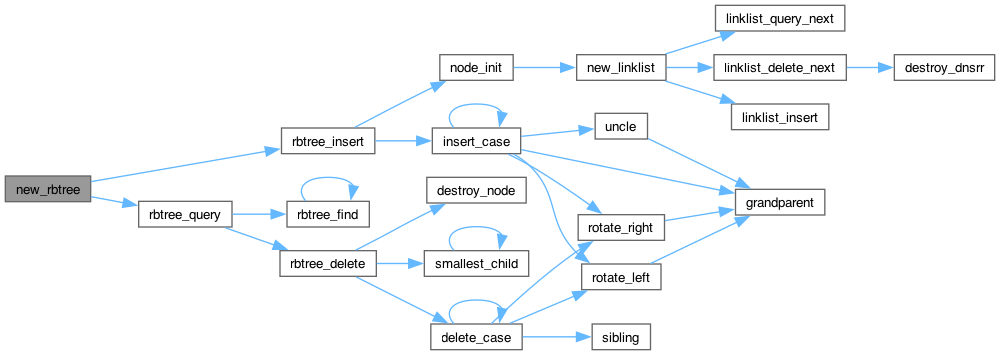 linklist_query_next
node_init
new_linklist
linklist_delete_next
destroy_dnsrr
linklist_insert
uncle
rbtree_insert
insert_case
new_rbtree
destroy_node
grandparent
rbtree_query
rbtree_find
rotate_right
rbtree_delete
smallest_child
rotate_left
delete_case
sibling